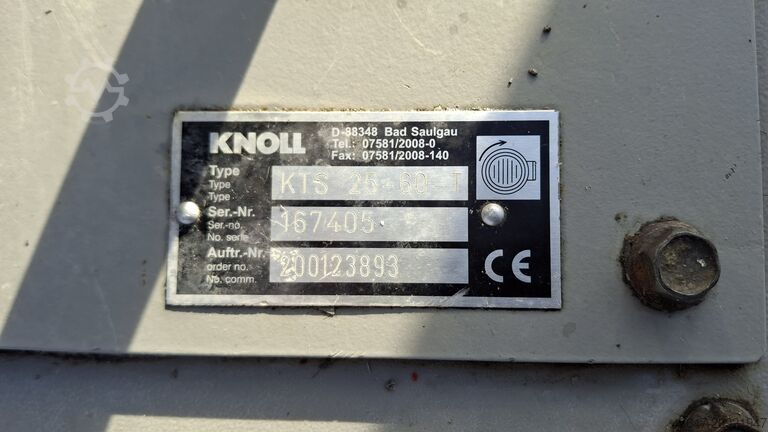 KNOLL
D-88348 Bad Saulgau
Tel.: 07581/2008-0
Fax: 07581/2008-140
Type KTS 25-60-T
Type
Type
Ser.-Nr. 167405
Ser.-no.
No. serie
Auftr.-Nr. 200123893
order no.
No. comm.
CE